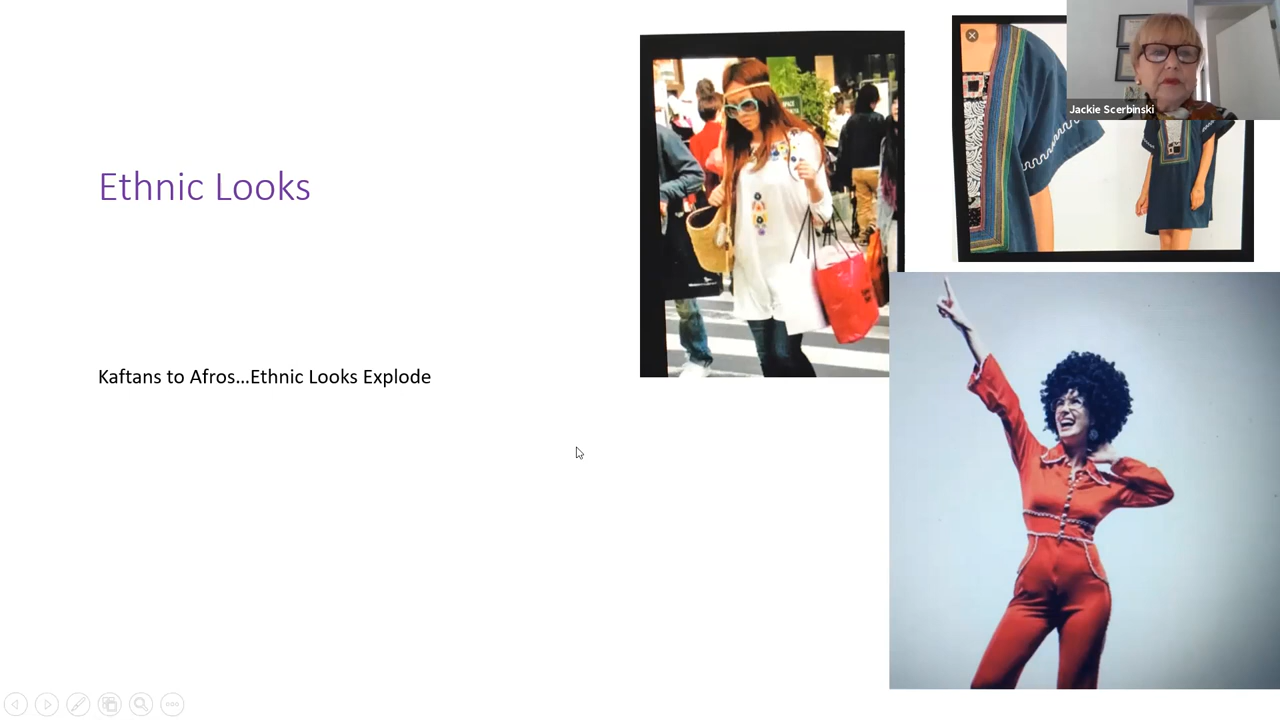 Ethnic Looks
Kaftans to Afros...Ethnic Looks Explode
Jackie Scerbinski